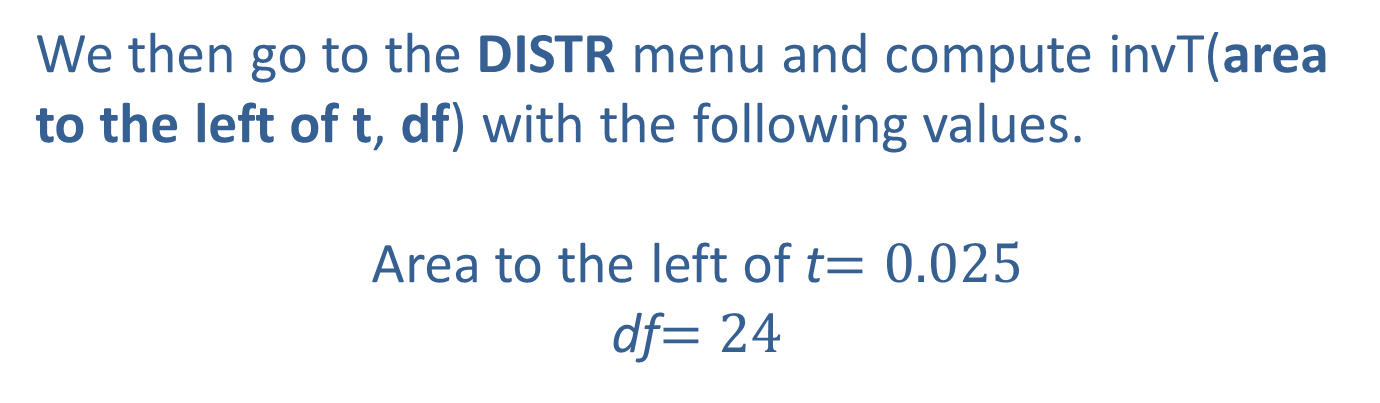 We then go to the DISTR menu and compute invT(area
to the left of t, df) with the following values.
Area to the left of t= 0.025
df= 24